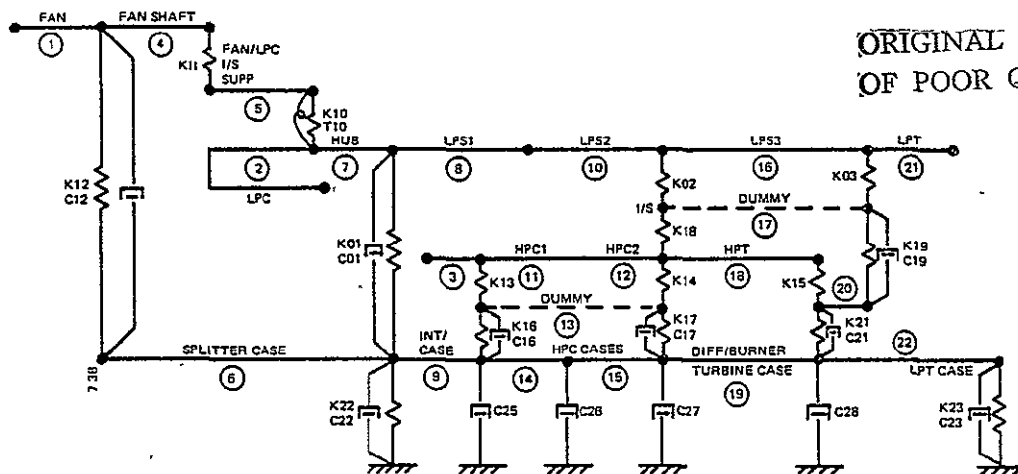 FAN
FAN SHAFT
ORIGINAL
OF POOR
1
4
K11
FAN/LPC
I/S
SUPP
5
K10
T10
HUB
LPS1
LPS2
LPS3
LPT
2
7
8
10
16
21
LPC
K12
C12
K02
K03
I/S
DUMMY
17
K18
K01
C01
K19
C19
HPC1
HPC2
HPT
3
11
12
18
K13
K14
K15
20
DUMMY
13
K16
C16
K17
C17
K21
C21
SPLITTER CASE
INT/
CASE
HPC CASES
DIFF/BURNER
TURBINE CASE
22
LPT CASE
6
9
14
15
19
K22
C22
C25
C26
C27
C28
K23
C23